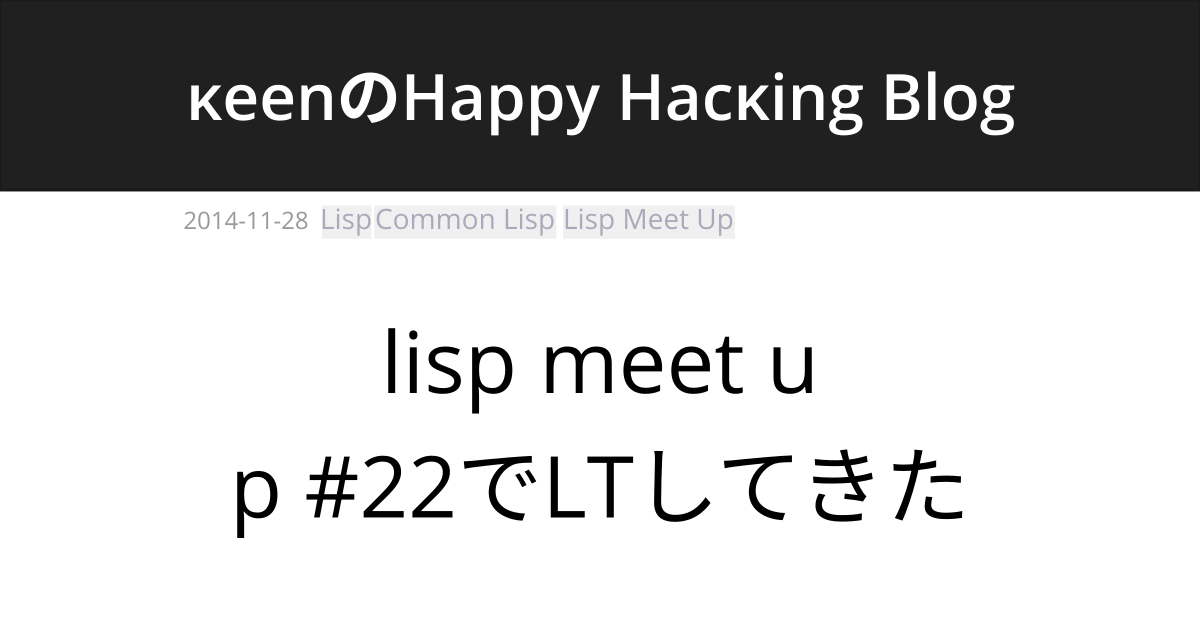 κeenのHappy Hacκing Blog
2014-11-28 Lisp Common Lisp Lisp Meet Up
lisp meet u
p #22でLTしてきた